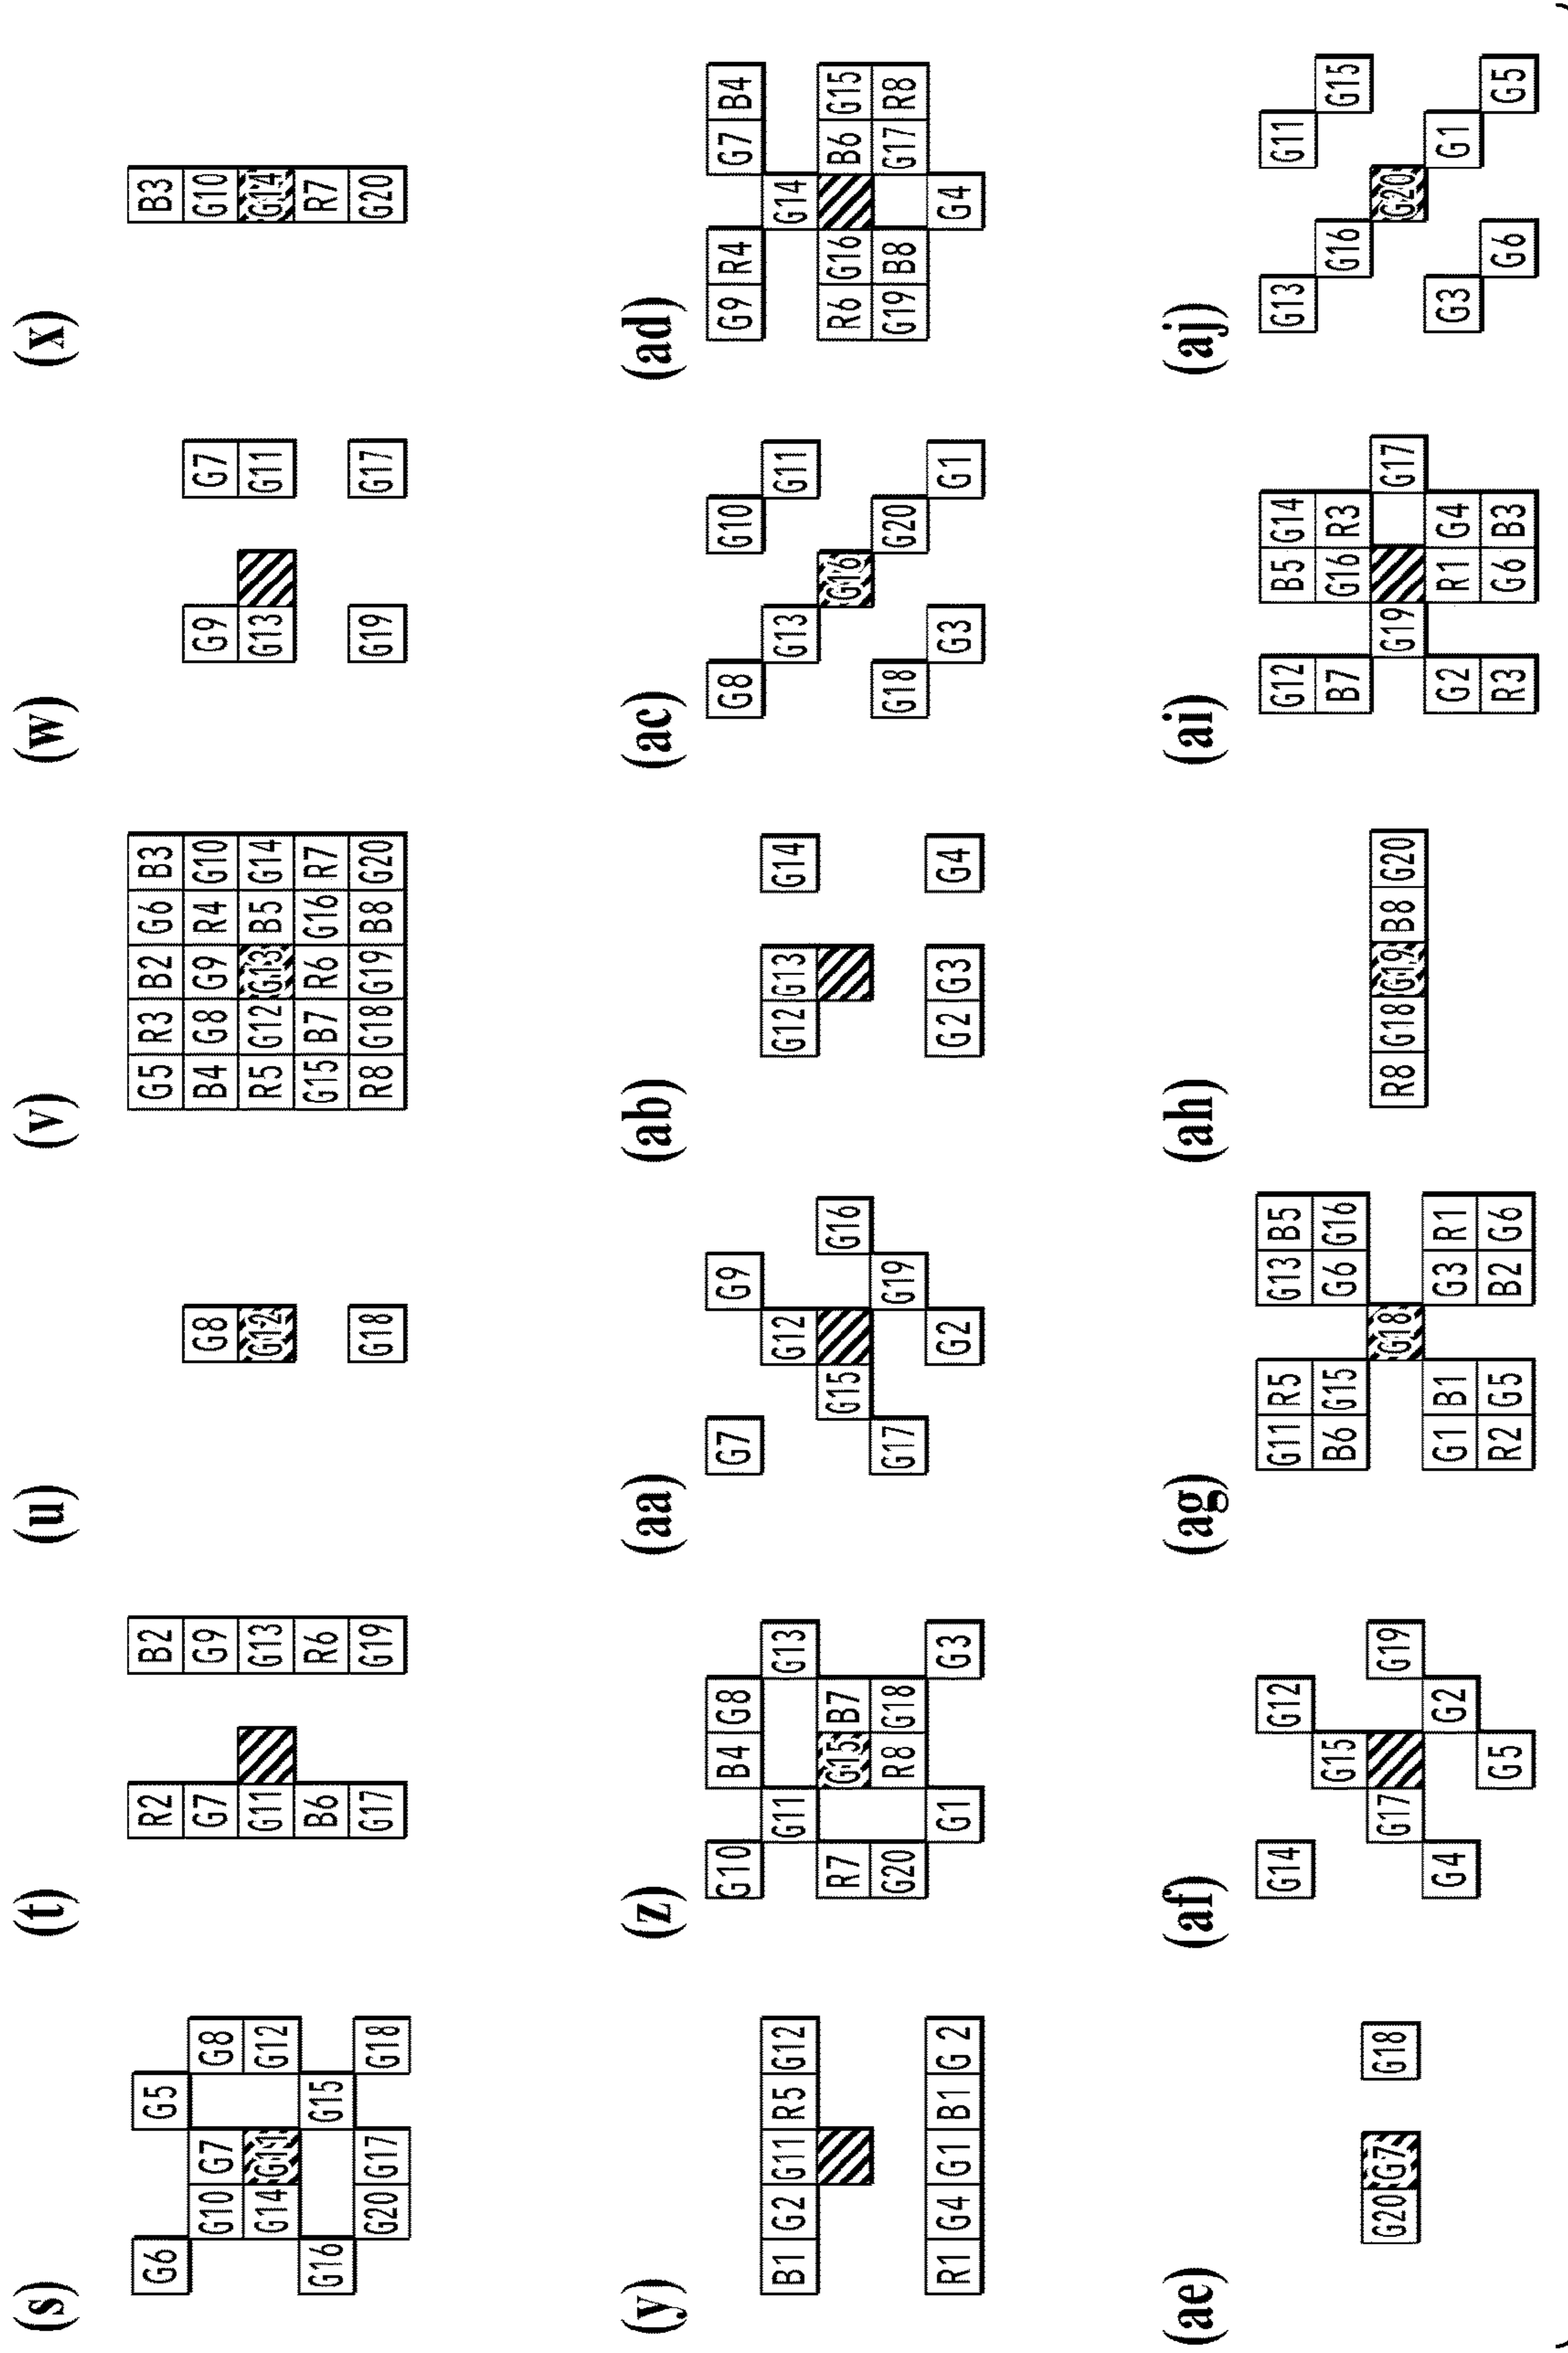 (s)
G6 G5
G10 G7 G8
G14 G11 G12
G16 G15
G20 G17 G18
(t)
R2 B2
G7 G9
G11 G13
B6 R6
G17 G19
(u)
G8
G12
G18
(v)
G5 R3 B2 G6 B3
B4 G8 G9 R4 G10
R5 G12 G13 B5 G14
G15 B7 R6 G16 R7
R8 G18 G19 B8 G20
(w)
G9 G7
G13 G11
G19 G17
(x)
B3
G10
G14
R7
G20
(y)
B1 G2 G11 R5 G12
R1 G4 G1 B1 G 2
(z)
G10 B4 G8
G11 G13
R7 G15 B7
G20 R8 G18
G1 G3
(aa)
G7 G9
G12
G15 G16
G17 G19
G2
(ab)
G12 G13 G14
G2 G3 G4
(ac)
G8 G10
G13 G11
G16
G18 G20
G3 G1
(ad)
G9 R4 G7 B4
G14
R6 G16 B6 G15
G19 B8 G17 R8
G4
(ae)
G20 G7 G18
(af)
G14 G12
G15
G17 G19
G4 G2
G5
(ag)
G11 R5 G13 B5
B6 G15 G6 G16
G18
G1 B1 G3 R1
R2 G5 B2 G6
(ah)
R8 G18 G19 B8 G20
(ai)
G12 B5 G14
B7 G16 R3
G19 G17
G2 R1 G4
R3 G6 B3
(aj)
G13 G11
G16 G15
G20
G3 G1
G6 G5